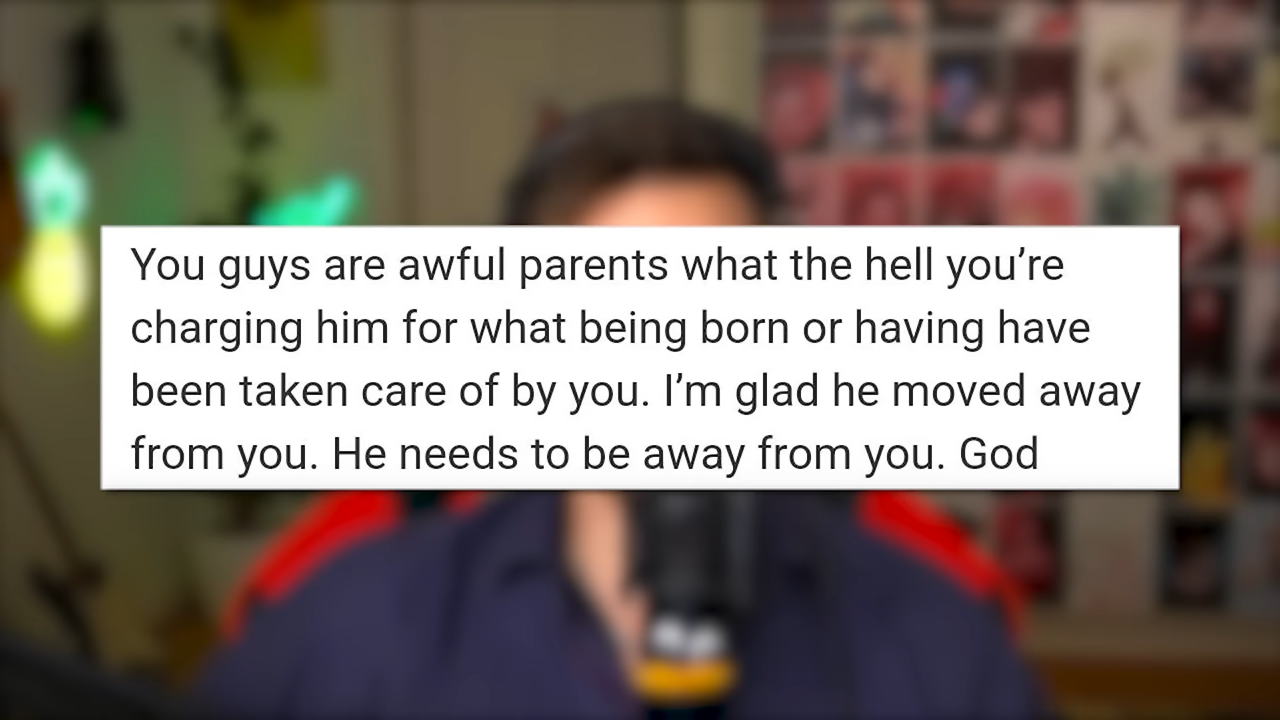 You guys are awful parents what the hell you’re
charging him for what being born or having have
been taken care of by you. I’m glad he moved away
from you. He needs to be away from you. God